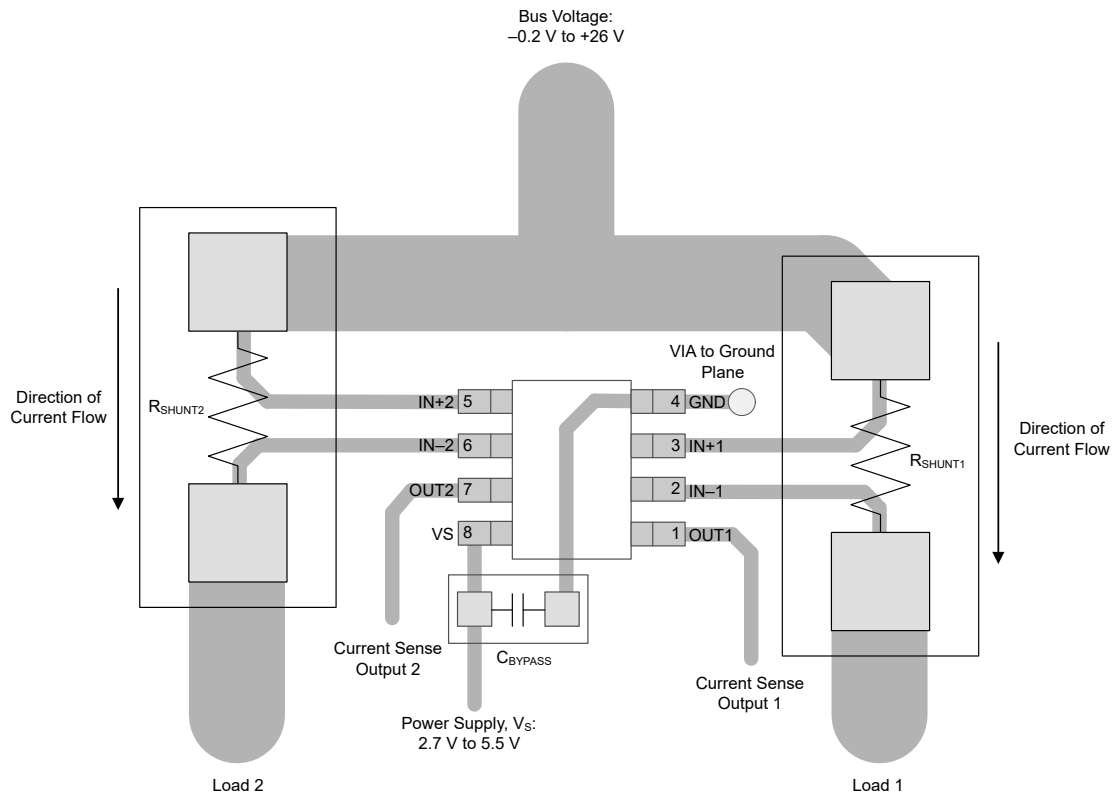 Bus Voltage:
–0.2 V to +26 V
VIA to Ground
Plane
Direction of
Current Flow
RSHUNT2
IN+2 5
4 GND
IN–2 6
3 IN+1
OUT2 7
2 IN–1
VS 8
1 OUT1
RSHUNT1
Direction of
Current Flow
Current Sense
Output 2
CBYPASS
Current Sense
Output 1
Power Supply, VS:
2.7 V to 5.5 V
Load 2
Load 1